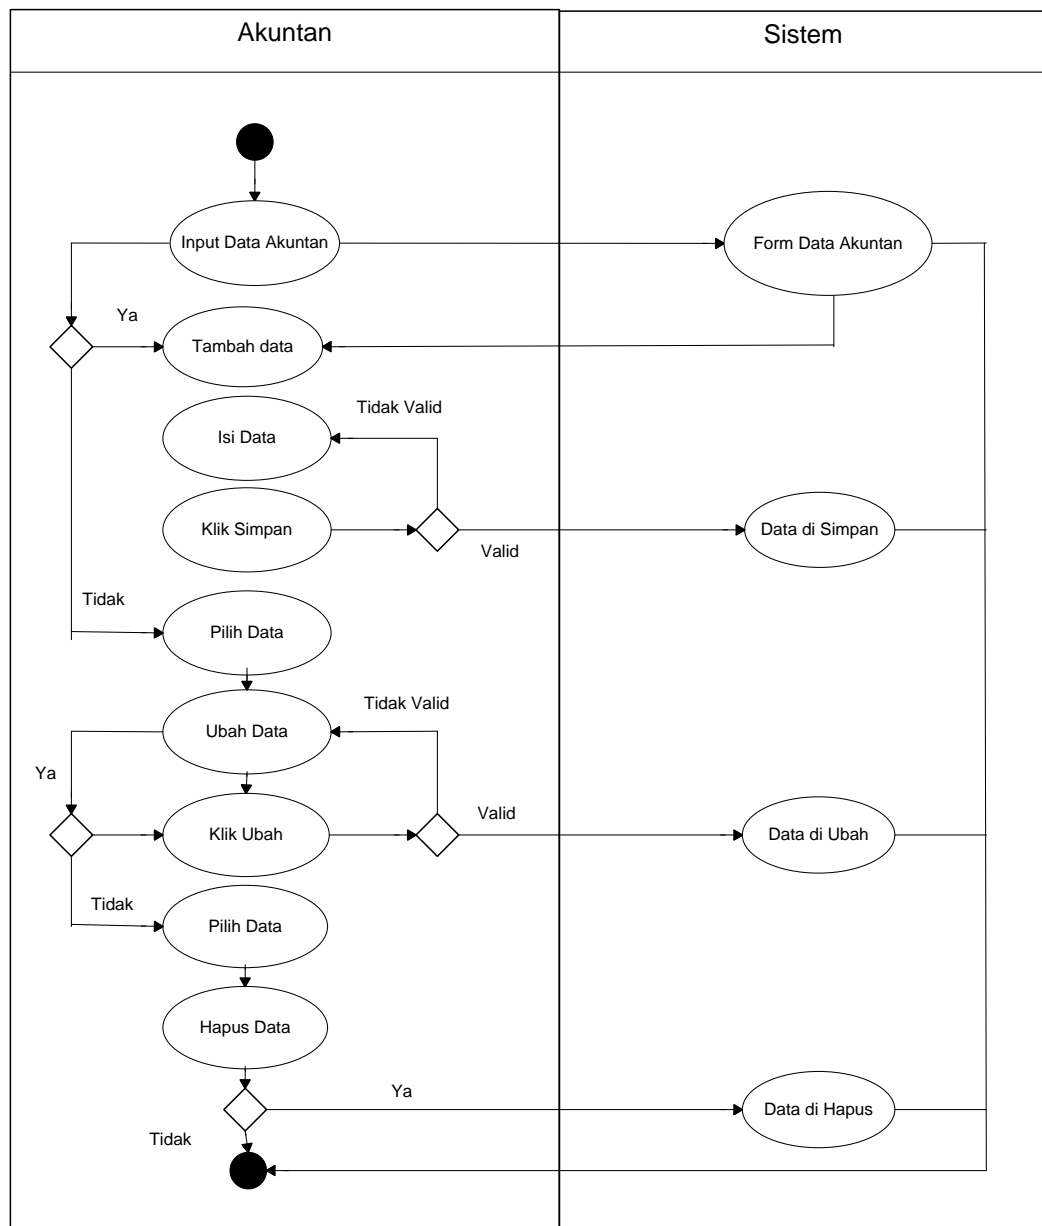 Akuntan
Sistem
Input Data Akuntan
Form Data Akuntan
Ya
Tambah data
Tidak Valid
Isi Data
Klik Simpan
Data di Simpan
Valid
Tidak
Pilih Data
Tidak Valid
Ubah Data
Ya
Valid
Klik Ubah
Data di Ubah
Tidak
Pilih Data
Hapus Data
Ya
Data di Hapus
Tidak